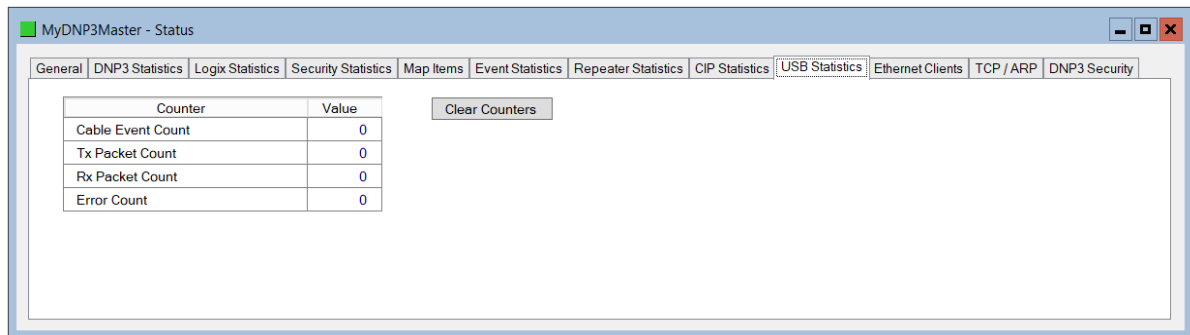 MyDNP3Master - Status
General DNP3 Statistics Logix Statistics Security Statistics Map Items Event Statistics Repeater Statistics CIP Statistics USB Statistics Ethernet Clients TCP / ARP DNP3 Security
Counter Value Clear Counters
Cable Event Count 0
Tx Packet Count 0
Rx Packet Count 0
Error Count 0